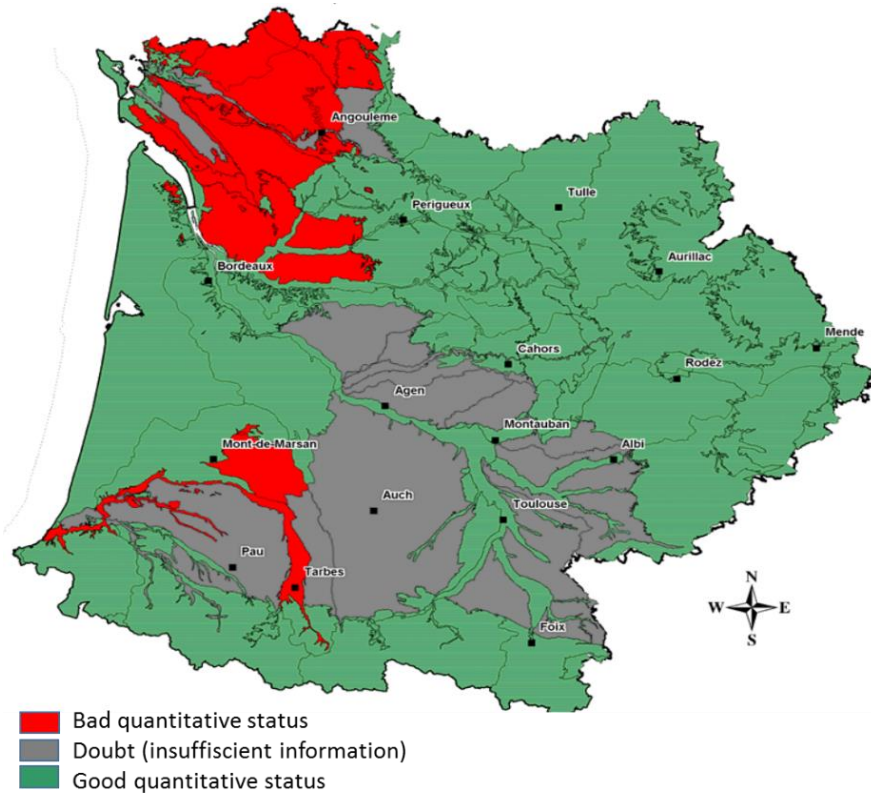 Angouleme
Perigueux
Tulle
Bordeaux
Aurillac
Mende
Cahors
Rodez
Agen
Montauban
Mont-de-Marsan
Albi
Auch
Toulouse
Pau
Tarbes
Foix
N
W E
S
Bad quantitative status
Doubt (insuffiscient information)
Good quantitative status